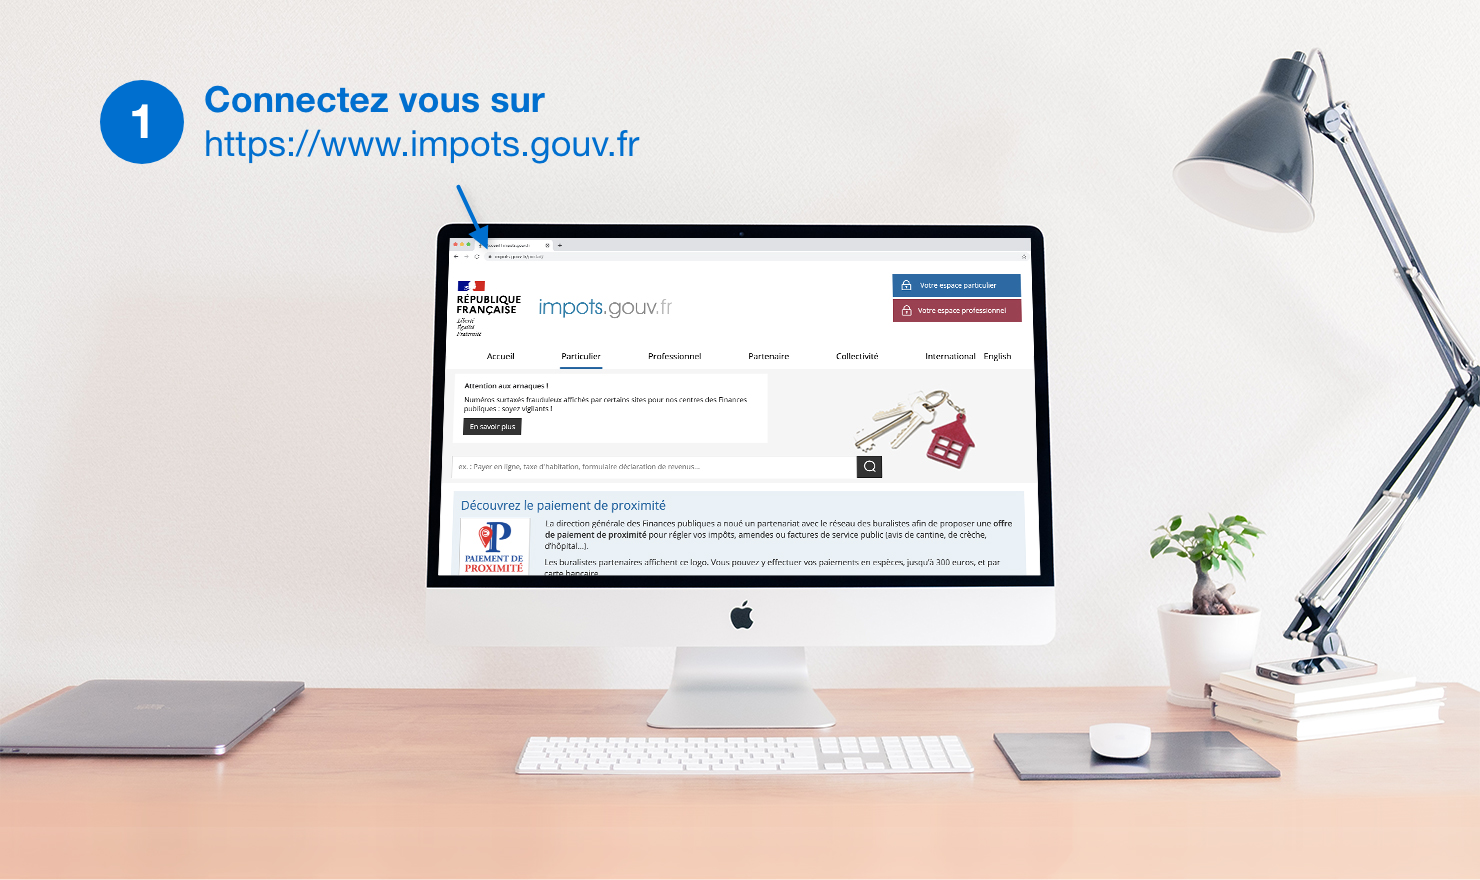 1
Connectez vous sur
https://www.impots.gouv.fr
impots.gouv.fr/portail/
RÉPUBLIQUE
FRANÇAISE
Liberté
Égalité
Fraternité
impots.gouv.fr
Votre espace particulier
Votre espace professionnel
Accueil Particulier Professionnel Partenaire Collectivité International English
Attention aux arnaques !
Numéros surtaxés frauduleux affichés par certains sites pour nos centres des Finances
publiques : soyez vigilants !
En savoir plus
ex. : Payer en ligne, taxe d'habitation, formulaire déclaration de revenus...
Découvrez le paiement de proximité
La direction générale des Finances publiques a noué un partenariat avec le réseau des buralistes afin de proposer une offre
de paiement de proximité pour régler vos impôts, amendes ou factures de service public (avis de cantine, de crèche,
d'hôpital...).
PAIEMENT DE
PROXIMITÉ
Les buralistes partenaires affichent ce logo. Vous pouvez y effectuer vos paiements en espèces, jusqu'à 300 euros, et par
carte bancaire